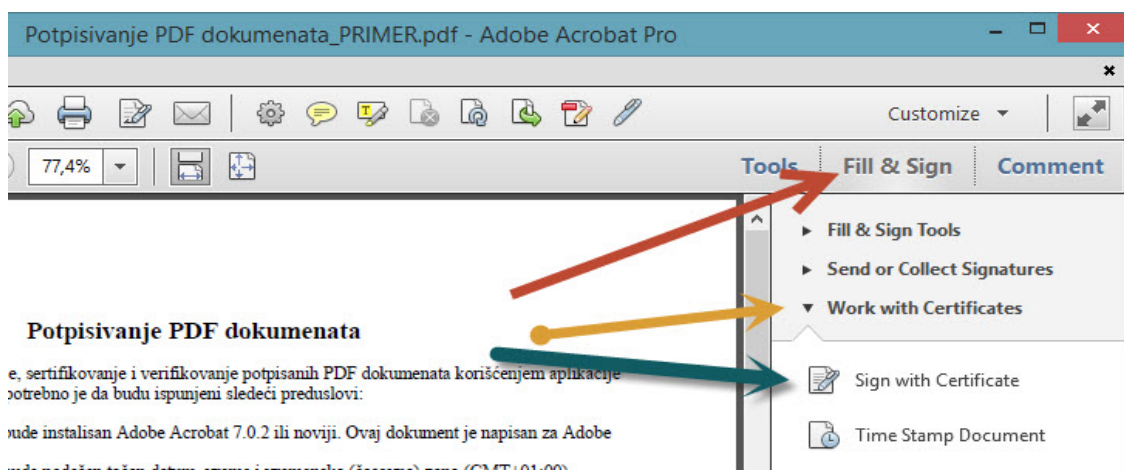 Potpisivanje PDF dokumenata_PRIMER.pdf - Adobe Acrobat Pro
Customize
77,4%
Tools
Fill & Sign
Comment
Fill & Sign Tools
Send or Collect Signatures
Work with Certificates
Sign with Certificate
Time Stamp Document
Potpisivanje PDF dokumenata
e, sertifikovanje i verifikovanje potpisanih PDF dokumenata korišćenjem aplikacije
potrebno je da budu ispunjeni sledeći preduslovi:
bude instalisan Adobe Acrobat 7.0.2 ili noviji. Ovaj dokument je napisan za Adobe